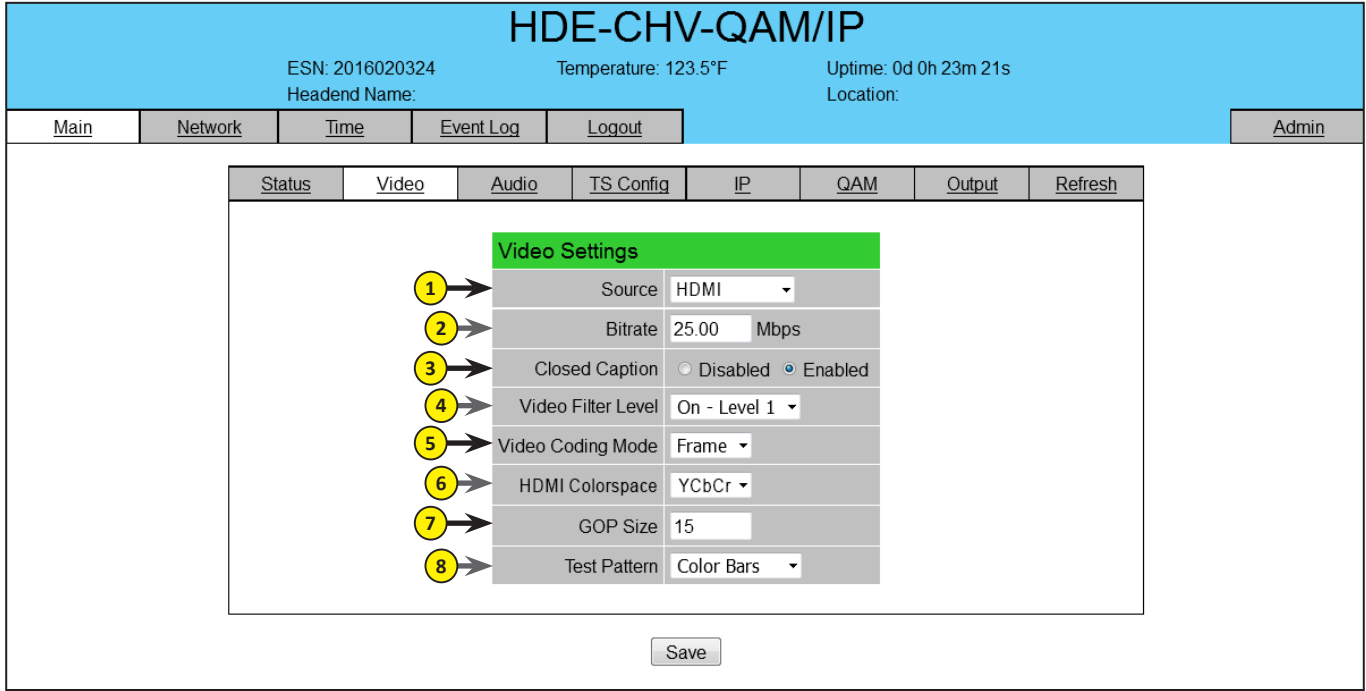 HDE-CHV-QAM/IP
ESN: 2016020324 Temperature: 123.5°F Uptime: 0d 0h 23m 21s
Headend Name: Location:
Main Network Time Event Log Logout Admin
Status Video Audio TS Config IP QAM Output Refresh
Video Settings
1 Source HDMI
2 Bitrate 25.00 Mbps
3 Closed Caption Disabled Enabled
4 Video Filter Level On - Level 1
5 Video Coding Mode Frame
6 HDMI Colorspace YCbCr
7 GOP Size 15
8 Test Pattern Color Bars
Save